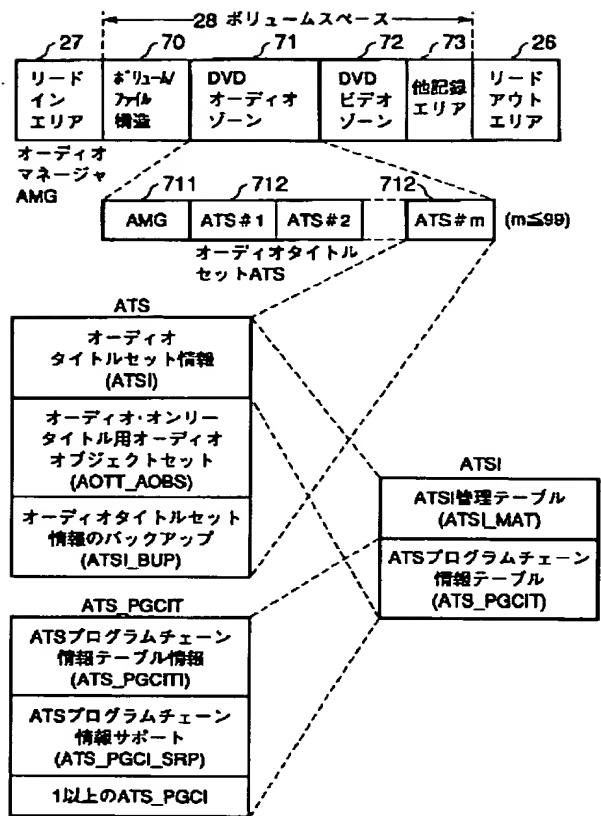 28 ボリュームスペース
27
70
71
72
73
26
リード
イン
エリア
ボリューム/
ファイル
構造
DVD
オーディオ
ゾーン
DVD
ビデオ
ゾーン
他記録
エリア
リード
アウト
エリア
オーディオ
マネージャ
AMG
711
712
712
AMG
ATS#1
ATS#2
ATS#m
(m≦99)
オーディオタイトル
セットATS
ATS
オーディオ
タイトルセット情報
(ATSI)
オーディオ・オンリー
タイトル用オーディオ
オブジェクトセット
(AOTT_AOBS)
オーディオタイトルセット
情報のバックアップ
(ATSI_BUP)
ATSI
ATSI管理テーブル
(ATSI_MAT)
ATSプログラムチェーン
情報テーブル
(ATS_PGCIT)
ATS_PGCIT
ATSプログラムチェーン
情報テーブル情報
(ATS_PGCITI)
ATSプログラムチェーン
情報サポート
(ATS_PGCI_SRP)
1以上のATS_PGCI